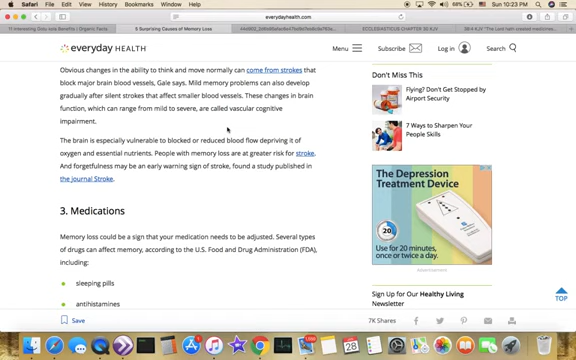 Safari File Edit View History Bookmarks Window Help
68% Sun 10:23 PM
everydayhealth.com
5 Surprising Causes of Memory Loss
everyday HEALTH
Menu
Subscribe
Log in
Search
Obvious changes in the ability to think and move normally can come from strokes that
block major brain blood vessels, Gale says. Mild memory problems can also develop
gradually after silent strokes that affect smaller blood vessels. These changes in brain
function, which can range from mild to severe, are called vascular cognitive
impairment.
The brain is especially vulnerable to blocked or reduced blood flow depriving it of
oxygen and essential nutrients. People with memory loss are at greater risk for stroke.
And forgetfulness may be an early warning sign of stroke, found a study published in
the journal Stroke.
3. Medications
Memory loss could be a sign that your medication needs to be adjusted. Several types
of drugs can affect memory, according to the U.S. Food and Drug Administration (FDA),
including:
sleeping pills
antihistamines
Save
7K Shares
Don't Miss This
Flying? Don't Get Stopped by
Airport Security
7 Ways to Sharpen Your
People Skills
The Depression
Treatment Device
20
Use for 20 minutes,
once or twice a day.
Advertisement
Sign Up for Our Healthy Living
Newsletter
TOP
28